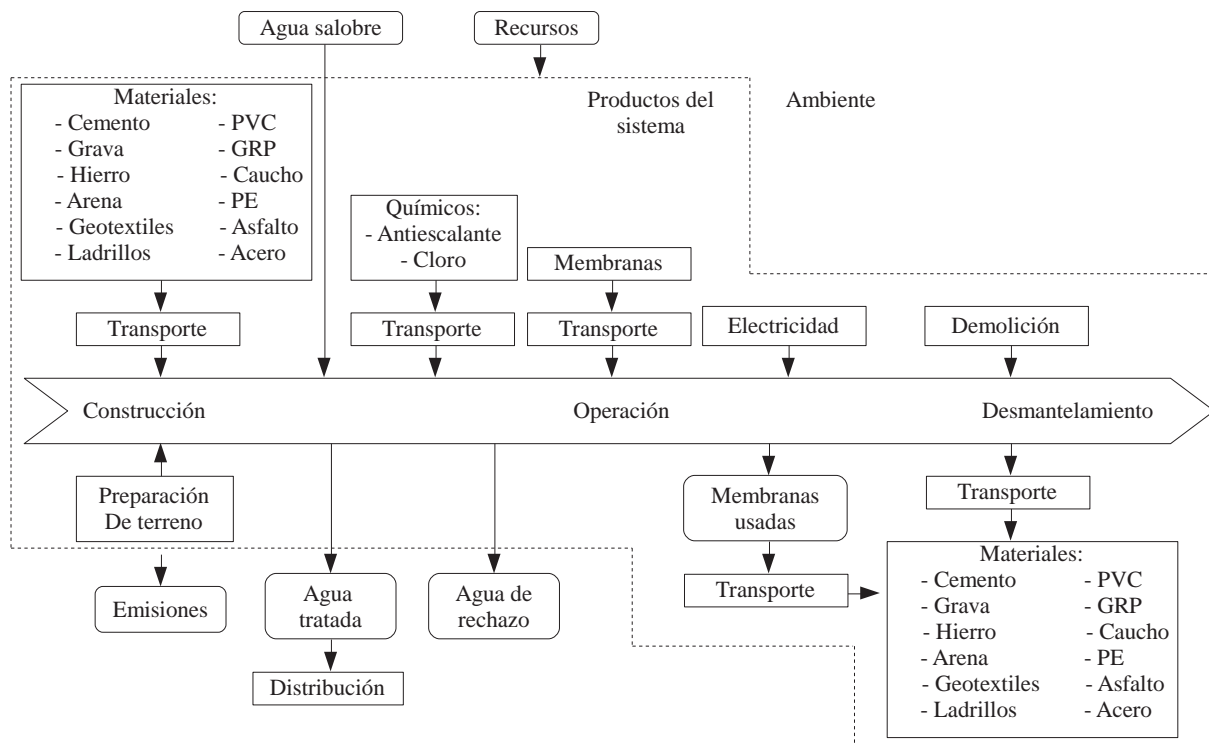 Agua salobre
Recursos
Productos del
sistema
Ambiente
Materiales:
- Cemento
- Grava
- Hierro
- Arena
- Geotextiles
- Ladrillos
- PVC
- GRP
- Caucho
- PE
- Asfalto
- Acero
Químicos:
- Antiescalante
- Cloro
Membranas
Transporte
Transporte
Transporte
Electricidad
Demolición
Construcción
Operación
Desmantelamiento
Preparación
De terreno
Membranas
usadas
Transporte
Emisiones
Agua
tratada
Agua de
rechazo
Transporte
Distribución
Materiales:
- Cemento
- Grava
- Hierro
- Arena
- Geotextiles
- Ladrillos
- PVC
- GRP
- Caucho
- PE
- Asfalto
- Acero